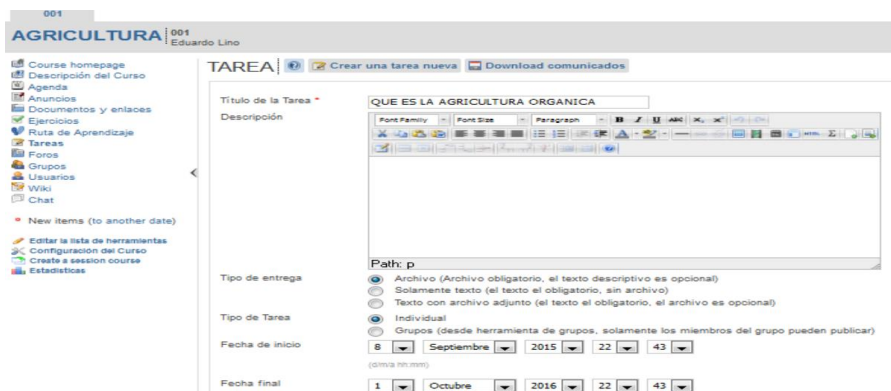 001
AGRICULTURA
001
Eduardo Lino
Course homepage
Descripción del Curso
Agenda
Anuncios
Documentos y enlaces
Ejercicios
Ruta de Aprendizaje
Tareas
Foros
Grupos
Usuarios
Wiki
Chat
New items (to another date)
Editar la lista de herramientas
Configuración del Curso
Create a session course
Estadisticas
TAREA Crear una tarea nueva Download comunicados
Título de la Tarea * QUE ES LA AGRICULTURA ORGANICA
Descripción
Font Family Font Size Paragraph B I U ABC
HTML Σ
Path: p
Tipo de entrega Archivo (Archivo obligatorio, el texto descriptivo es opcional)
Solamente texto (el texto el obligatorio, sin archivo)
Texto con archivo adjunto (el texto el obligatorio, el archivo es opcional)
Tipo de Tarea Individual
Grupos (desde herramienta de grupos, solamente los miembros del grupo pueden publicar)
Fecha de inicio 8 Septiembre 2015 22 43
(d/m/a hh:mm)
Fecha final 1 Octubre 2016 22 43